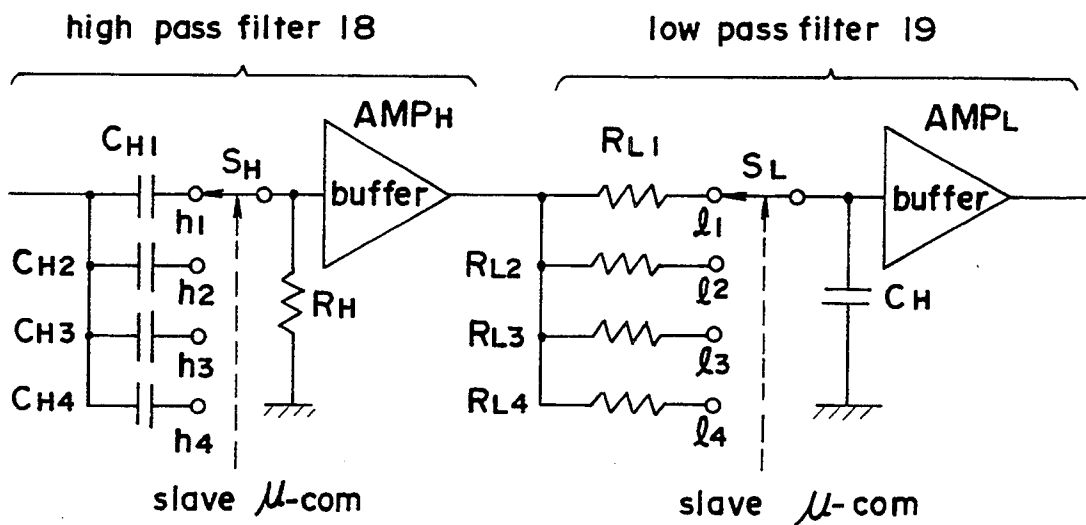 high pass filter 18
low pass filter 19
AMPH
AMPL
CH1
SH
buffer
RL1
SL
buffer
h1
l1
CH2
h2
RH
RL2
l2
CH
CH3
h3
RL3
l3
CH4
h4
RL4
l4
slave μ-com
slave μ-com